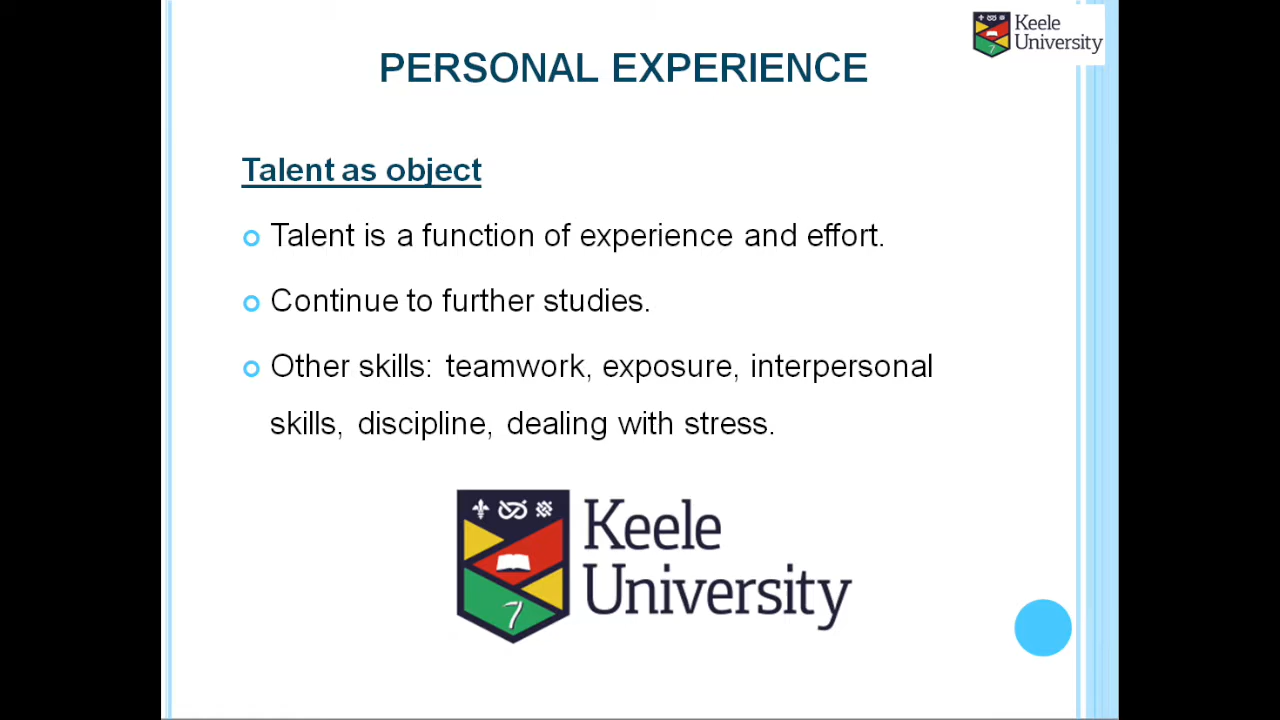 Keele
University
PERSONAL EXPERIENCE
Talent as object
Talent is a function of experience and effort.
Continue to further studies.
Other skills: teamwork, exposure, interpersonal
skills, discipline, dealing with stress.
Keele
University